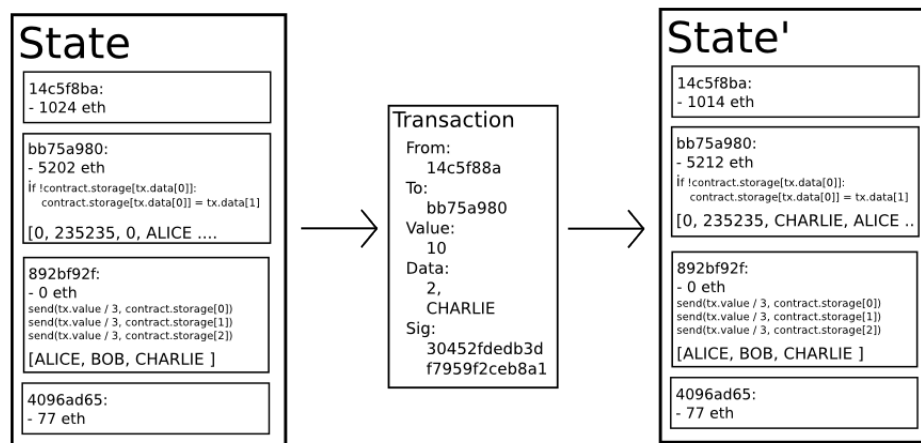 State
14c5f8ba:
- 1024 eth
bb75a980:
- 5202 eth
if !contract.storage[tx.data[0]]:
contract.storage[tx.data[0]] = tx.data[1]
[0, 235235, 0, ALICE ....
892bf92f:
- 0 eth
send(tx.value / 3, contract.storage[0])
send(tx.value / 3, contract.storage[1])
send(tx.value / 3, contract.storage[2])
[ALICE, BOB, CHARLIE ]
4096ad65:
- 77 eth
Transaction
From:
14c5f88a
To:
bb75a980
Value:
10
Data:
2,
CHARLIE
Sig:
30452fdedb3d
f7959f2ceb8a1
State'
14c5f8ba:
- 1014 eth
bb75a980:
- 5212 eth
if !contract.storage[tx.data[0]]:
contract.storage[tx.data[0]] = tx.data[1]
[0, 235235, CHARLIE, ALICE ..
892bf92f:
- 0 eth
send(tx.value / 3, contract.storage[0])
send(tx.value / 3, contract.storage[1])
send(tx.value / 3, contract.storage[2])
[ALICE, BOB, CHARLIE ]
4096ad65:
- 77 eth